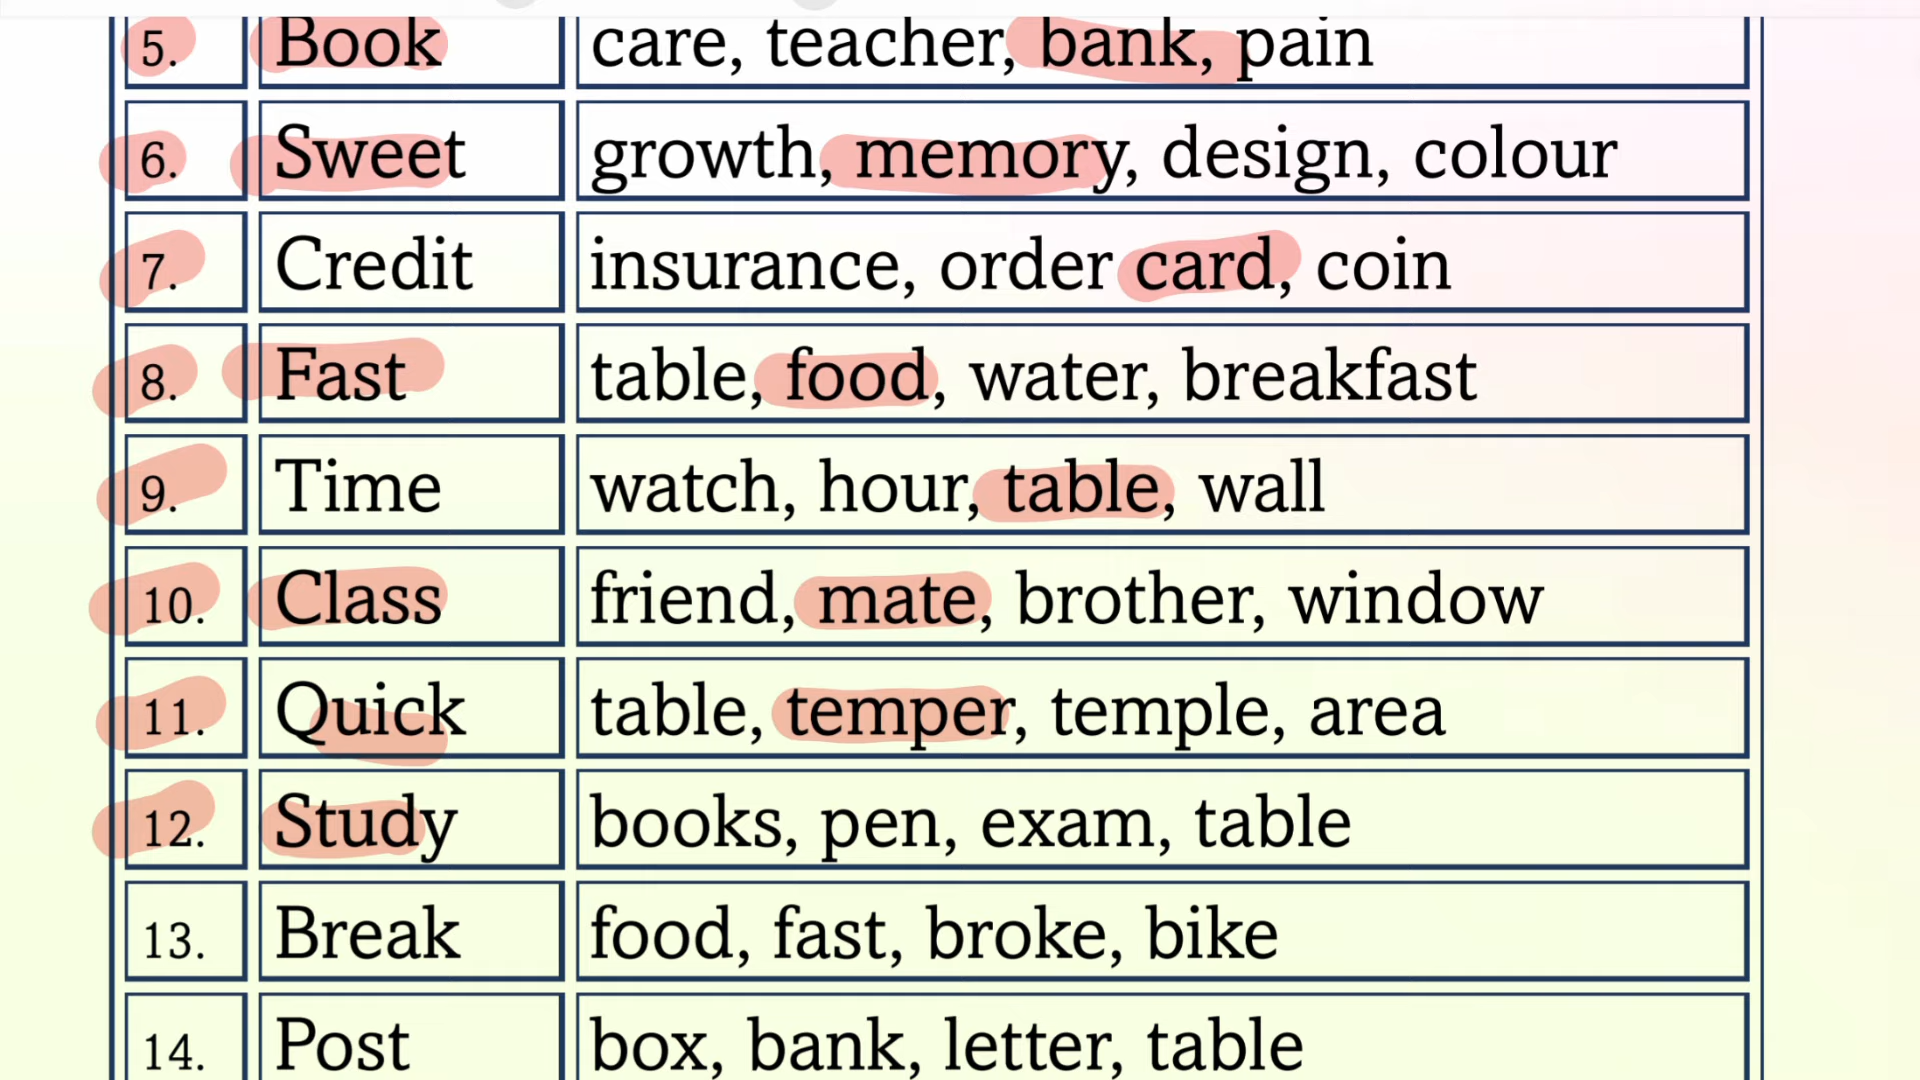 5. Book care, teacher, bank, pain
6. Sweet growth, memory, design, colour
7. Credit insurance, order card, coin
8. Fast table, food, water, breakfast
9. Time watch, hour, table, wall
10. Class friend, mate, brother, window
11. Quick table, temper, temple, area
12. Study books, pen, exam, table
13. Break food, fast, broke, bike
14. Post box, bank, letter, table